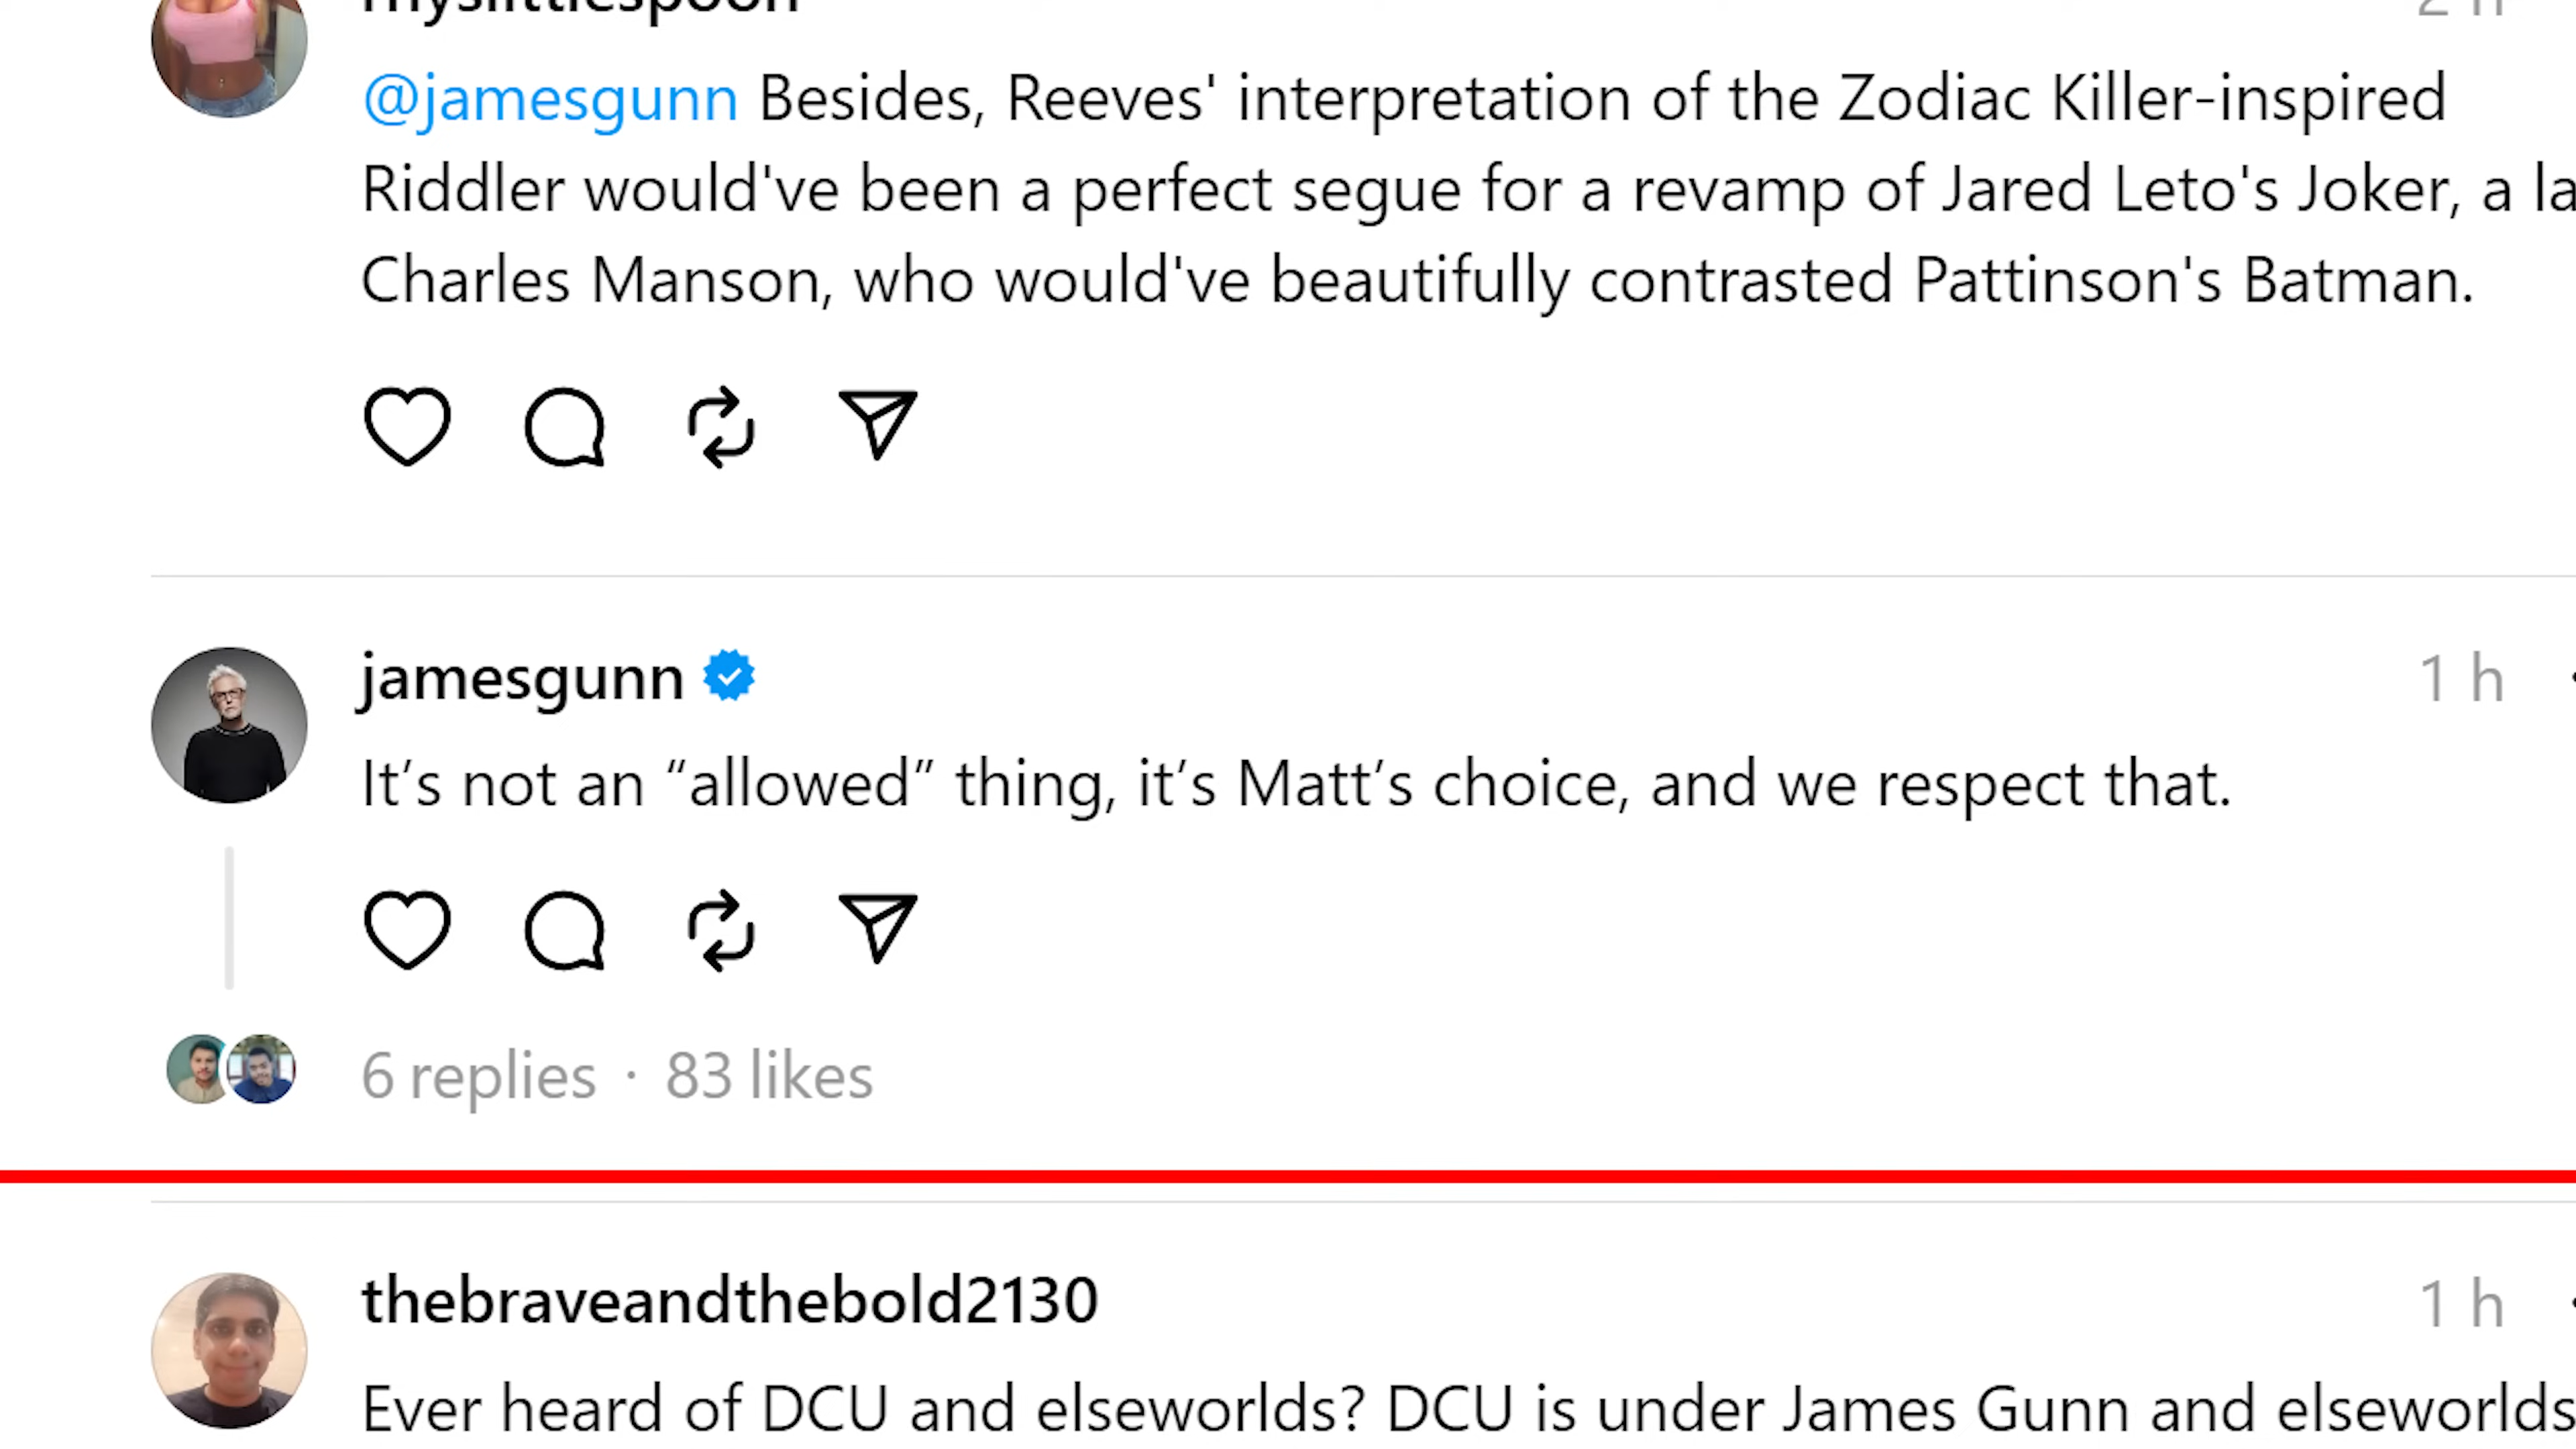 myslittlespoon
2 h
@jamesgunn Besides, Reeves' interpretation of the Zodiac Killer-inspired
Riddler would've been a perfect segue for a revamp of Jared Leto's Joker, a la
Charles Manson, who would've beautifully contrasted Pattinson's Batman.
jamesgunn
1 h
It’s not an “allowed” thing, it’s Matt’s choice, and we respect that.
6 replies · 83 likes
thebraveandthebold2130
1 h
Ever heard of DCU and elseworlds? DCU is under James Gunn and elseworlds